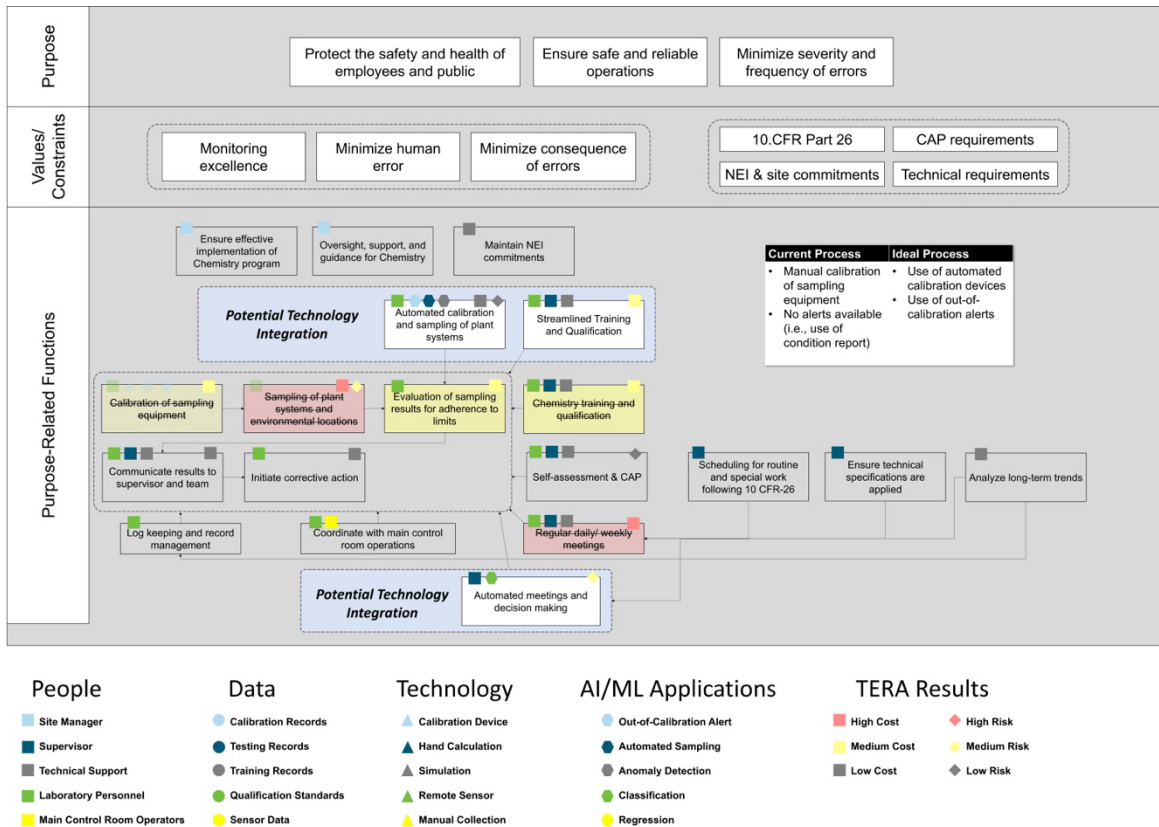 Purpose
Protect the safety and health of
employees and public
Ensure safe and reliable
operations
Minimize severity and
frequency of errors
Values/
Constraints
Monitoring
excellence
Minimize human
error
Minimize consequence
of errors
10.CFR Part 26
CAP requirements
NEI & site commitments
Technical requirements
Purpose-Related Functions
Ensure effective
implementation of
Chemistry program
Oversight, support, and
guidance for Chemistry
Maintain NEI
commitments
Current Process
• Manual calibration
of sampling
equipment
• No alerts available
(i.e., use of
condition report)
Ideal Process
• Use of automated
calibration devices
• Use of out-of-
calibration alerts
Potential Technology
Integration
Automated calibration
and sampling of plant
systems
Streamlined Training
and Qualification
Calibration of sampling
equipment
Sampling of plant
systems and
environmental locations
Evaluation of sampling
results for adherence to
limits
Chemistry training and
qualification
Communicate results to
supervisor and team
Initiate corrective action
Self-assessment & CAP
Scheduling for routine
and special work
following 10 CFR-26
Ensure technical
specifications are
applied
Analyze long-term trends
Log keeping and record
management
Coordinate with main control
room operations
Regular daily/ weekly
meetings
Potential Technology
Integration
Automated meetings and
decision making
People
Site Manager
Supervisor
Technical Support
Laboratory Personnel
Main Control Room Operators
Data
Calibration Records
Testing Records
Training Records
Qualification Standards
Sensor Data
Technology
Calibration Device
Hand Calculation
Simulation
Remote Sensor
Manual Collection
AI/ML Applications
Out-of-Calibration Alert
Automated Sampling
Anomaly Detection
Classification
Regression
TERA Results
High Cost
Medium Cost
Low Cost
High Risk
Medium Risk
Low Risk